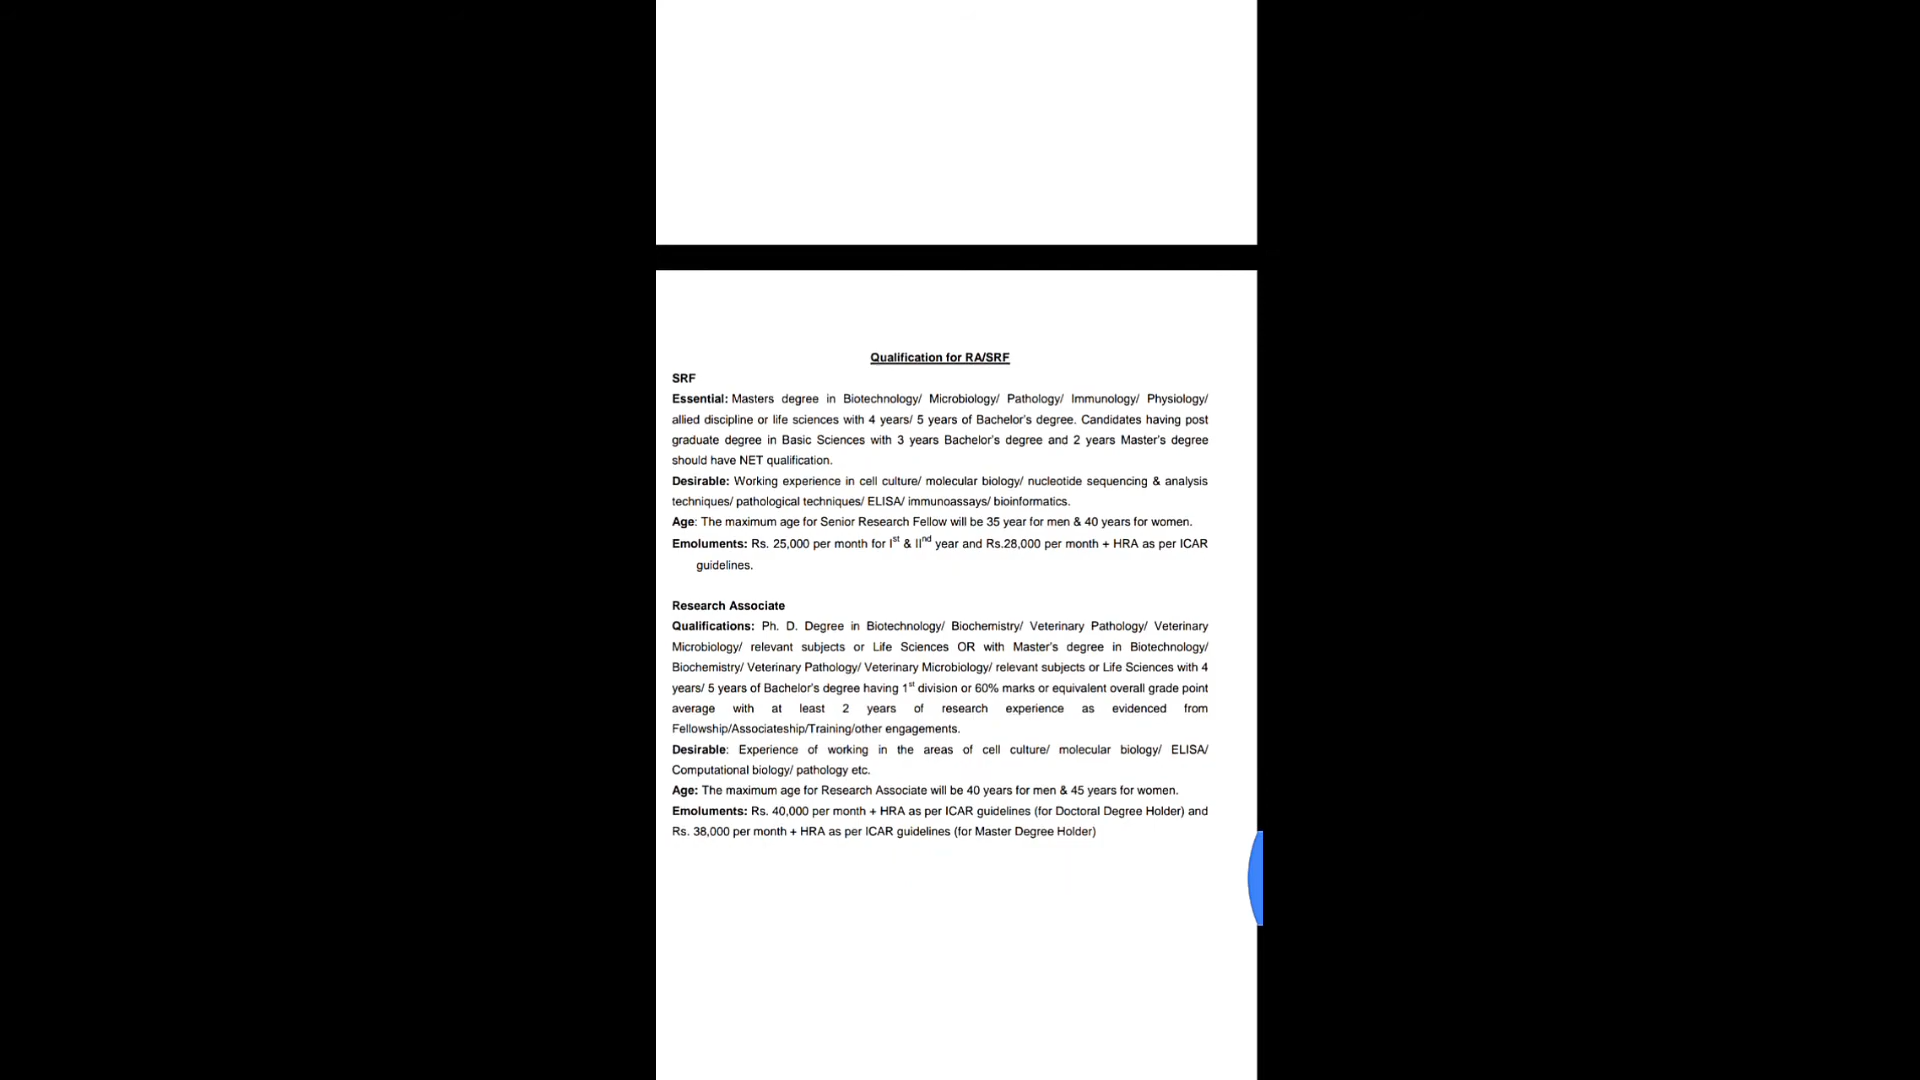 Qualification for RA/SRF
SRF
Essential: Masters degree in Biotechnology/ Microbiology/ Pathology/ Immunology/ Physiology/
allied discipline or life sciences with 4 years/ 5 years of Bachelor's degree. Candidates having post
graduate degree in Basic Sciences with 3 years Bachelor's degree and 2 years Master's degree
should have NET qualification.
Desirable: Working experience in cell culture/ molecular biology/ nucleotide sequencing & analysis
techniques/ pathological techniques/ ELISA/ immunoassays/ bioinformatics.
Age: The maximum age for Senior Research Fellow will be 35 year for men & 40 years for women.
Emoluments: Rs. 25,000 per month for Ist & IInd year and Rs.28,000 per month + HRA as per ICAR
guidelines.
Research Associate
Qualifications: Ph. D. Degree in Biotechnology/ Biochemistry/ Veterinary Pathology/ Veterinary
Microbiology/ relevant subjects or Life Sciences OR with Master's degree in Biotechnology/
Biochemistry/ Veterinary Pathology/ Veterinary Microbiology/ relevant subjects or Life Sciences with 4
years/ 5 years of Bachelor's degree having 1st division or 60% marks or equivalent overall grade point
average with at least 2 years of research experience as evidenced from
Fellowship/Associateship/Training/other engagements.
Desirable: Experience of working in the areas of cell culture/ molecular biology/ ELISA/
Computational biology/ pathology etc.
Age: The maximum age for Research Associate will be 40 years for men & 45 years for women.
Emoluments: Rs. 40,000 per month + HRA as per ICAR guidelines (for Doctoral Degree Holder) and
Rs. 38,000 per month + HRA as per ICAR guidelines (for Master Degree Holder)